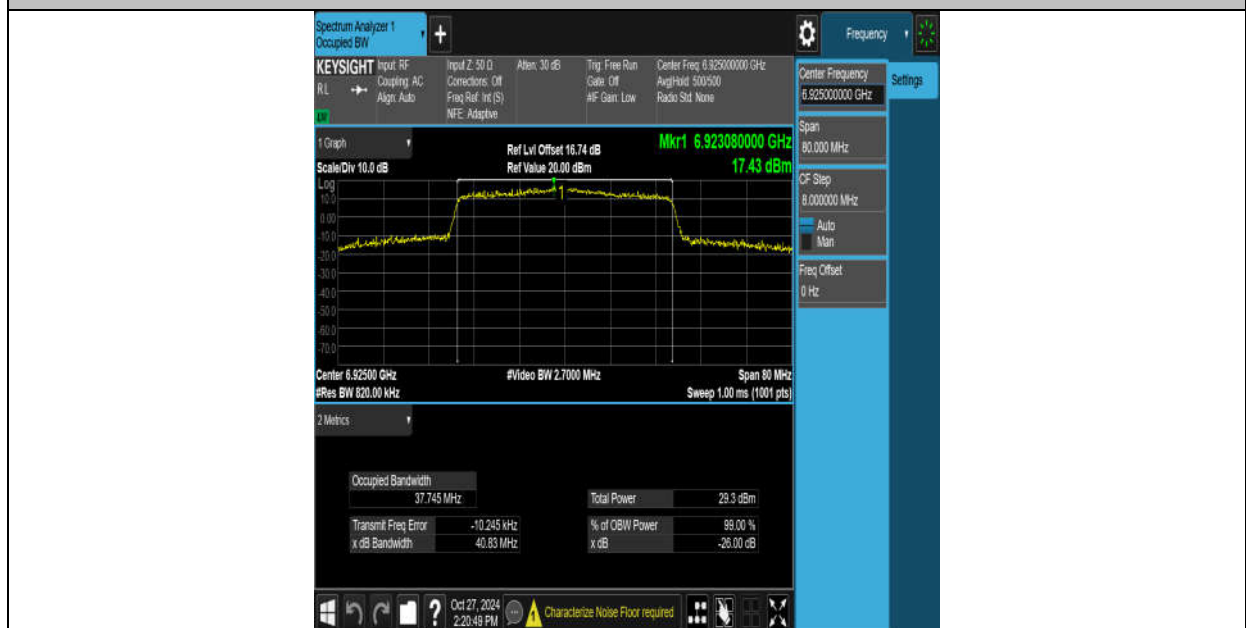 Spectrum Analyzer 1
Occupied BW
+
Frequency
KEYSIGHT
RL
Input: RF
Coupling: AC
Align: Auto
Input Z: 50 Ω
Corrections: Off
Freq Ref: Int (S)
NFE: Adaptive
Atten: 30 dB
Trig: Free Run
Gate: Off
#IF Gain: Low
Center Freq: 6.925000000 GHz
Avg|Hold: 500/500
Radio Std: None
Center Frequency
6.925000000 GHz
Settings
Span
80.000 MHz
CF Step
8.000000 MHz
Auto
Man
Freq Offset
0 Hz
1 Graph
Scale/Div 10.0 dB
Log
Ref Lvl Offset 16.74 dB
Ref Value 20.00 dBm
Mkr1 6.923080000 GHz
17.43 dBm
1
10.0
0.00
-10.0
-20.0
-30.0
-40.0
-50.0
-60.0
-70.0
Center 6.92500 GHz
#Res BW 820.00 kHz
#Video BW 2.7000 MHz
Span 80 MHz
Sweep 1.00 ms (1001 pts)
2 Metrics
Occupied Bandwidth
37.745 MHz
Total Power 29.3 dBm
Transmit Freq Error -10.245 kHz
% of OBW Power 99.00 %
x dB Bandwidth 40.83 MHz
x dB -26.00 dB
?
Oct 27, 2024
2:20:49 PM
Characterize Noise Floor required